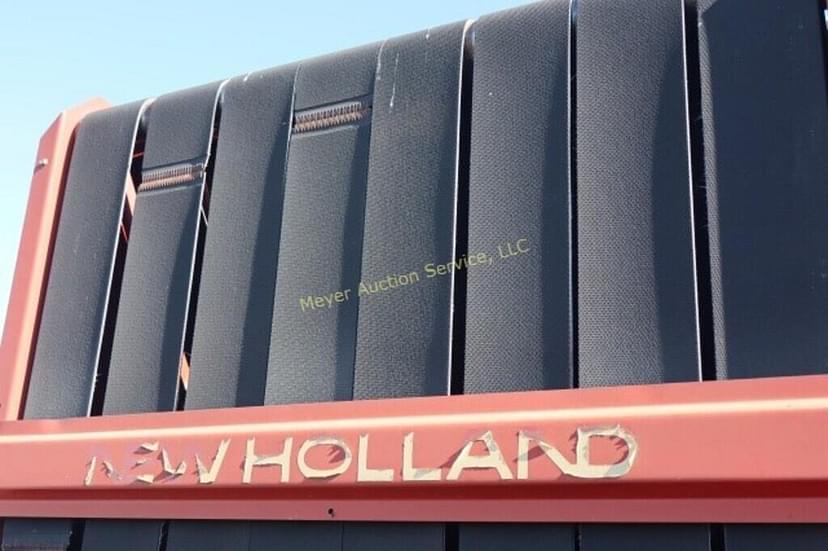 Meyer Auction Service, LLC
NEW HOLLAND